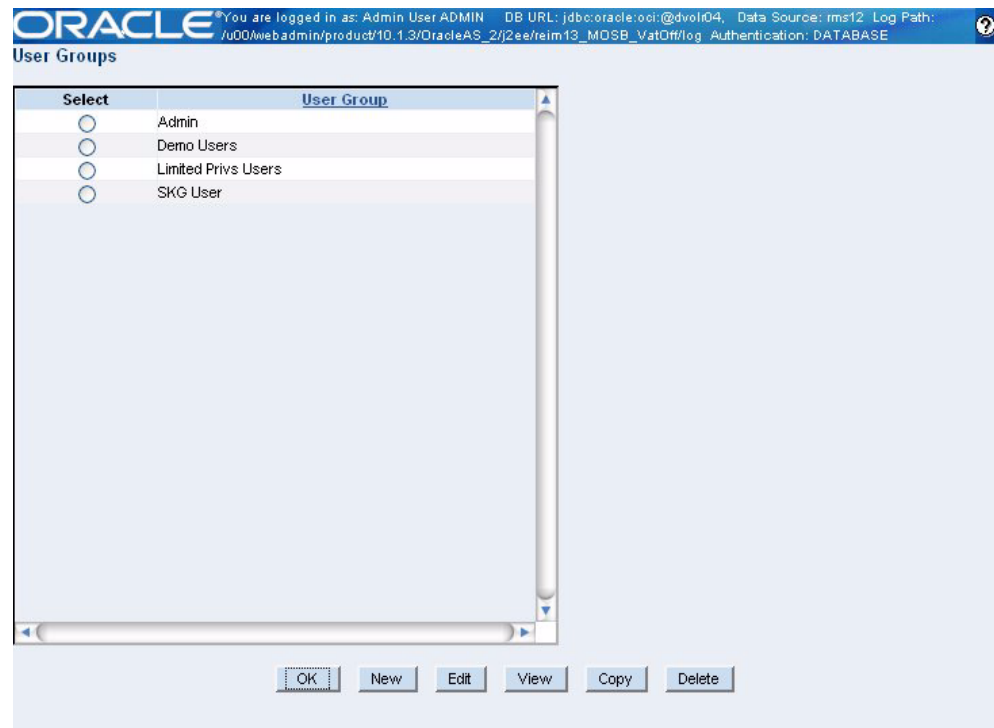 ORACLE®
You are logged in as: Admin User ADMIN DB URL: jdbc:oracle:oci:@dvolr04, Data Source: rms12 Log Path:
/u00/webadmin/product/10.1.3/OracleAS_2/j2ee/reim13_MOSB_VatOff/log Authentication: DATABASE
User Groups
Select User Group
Admin
Demo Users
Limited Privs Users
SKG User
OK New Edit View Copy Delete